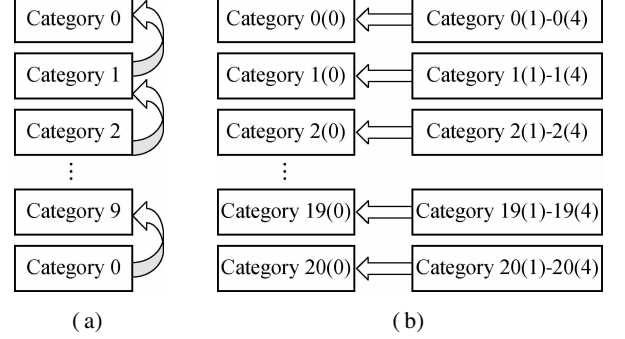 Category 0
Category 1
Category 2
⋮
Category 9
Category 0
(a)
Category 0(0) Category 0(1)-0(4)
Category 1(0) Category 1(1)-1(4)
Category 2(0) Category 2(1)-2(4)
⋮
Category 19(0) Category 19(1)-19(4)
Category 20(0) Category 20(1)-20(4)
(b)